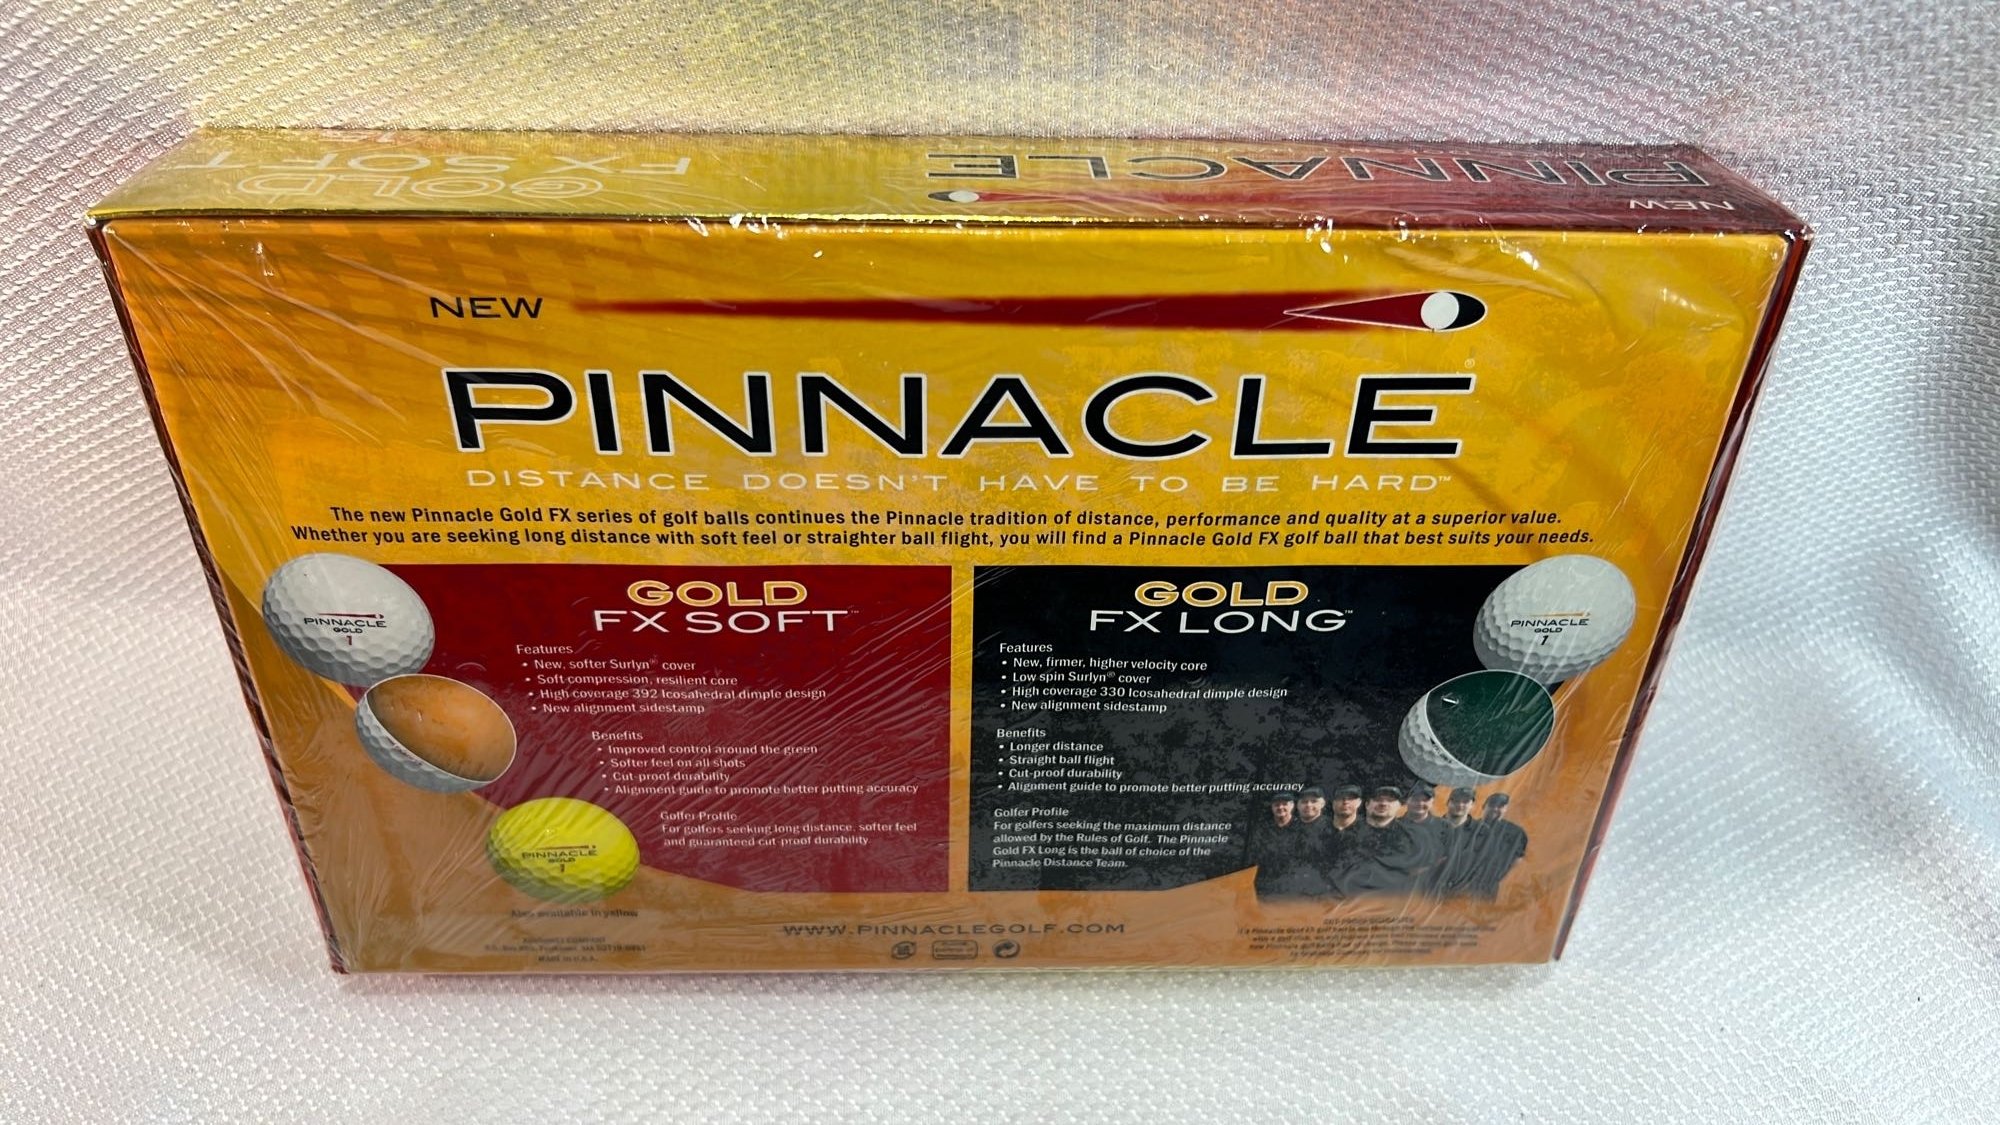 GOLD
FX SOFT
PINNACLE
NEW
NEW
PINNACLE®
DISTANCE DOESN'T HAVE TO BE HARD™
The new Pinnacle Gold FX series of golf balls continues the Pinnacle tradition of distance, performance and quality at a superior value.
Whether you are seeking long distance with soft feel or straighter ball flight, you will find a Pinnacle Gold FX golf ball that best suits your needs.
PINNACLE
GOLD
1
GOLD
FX SOFT™
Features
• New, softer Surlyn® cover
• Soft compression, resilient core
• High coverage 392 Icosahedral dimple design
• New alignment sidestamp
Benefits
• Improved control around the green
• Softer feel on all shots
• Cut-proof durability
• Alignment guide to promote better putting accuracy
Golfer Profile
For golfers seeking long distance, softer feel
and guaranteed cut-proof durability
PINNACLE
GOLD
1
Also available in yellow
GOLD
FX LONG™
Features
• New, firmer, higher velocity core
• Low spin Surlyn® cover
• High coverage 330 Icosahedral dimple design
• New alignment sidestamp
Benefits
• Longer distance
• Straight ball flight
• Cut-proof durability
• Alignment guide to promote better putting accuracy
Golfer Profile
For golfers seeking the maximum distance
allowed by the Rules of Golf. The Pinnacle
Gold FX Long is the ball of choice of the
Pinnacle Distance Team.
PINNACLE
GOLD
1
WWW.PINNACLEGOLF.COM
MADE IN U.S.A.